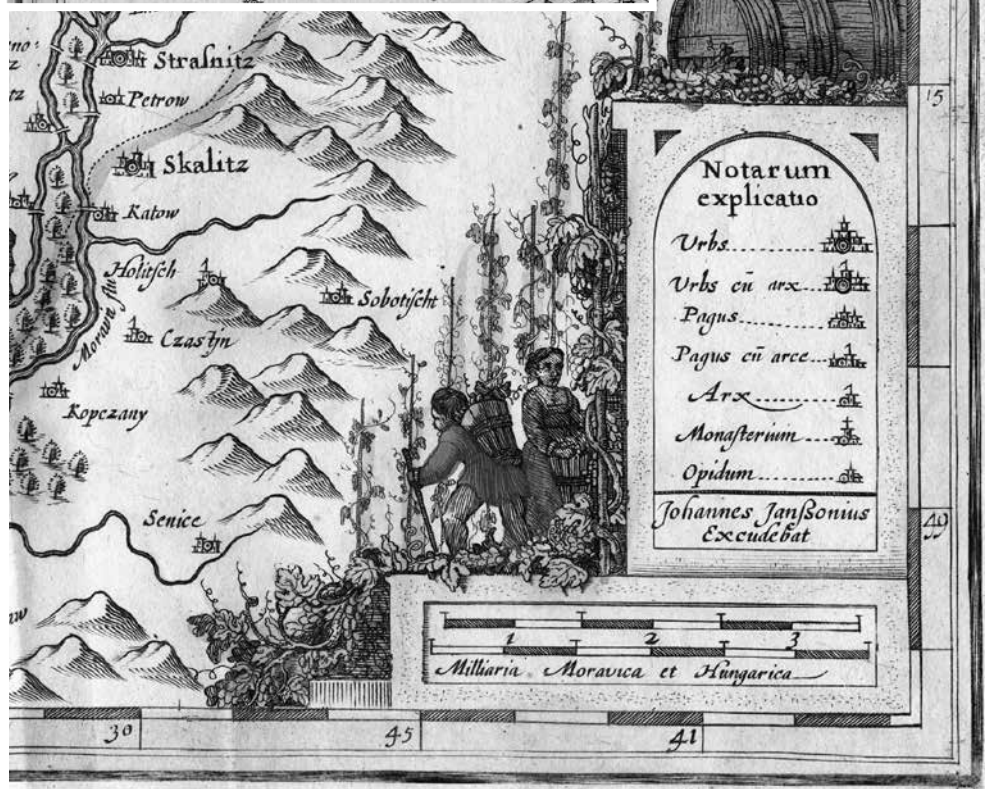 Straſnitz
Petrow
Skalitz
Katow
Holitſch
Morava flu
Sobotiſcht
Czastjn
Kopczany
Senice
Notarum
explicatio
Urbs
Urbs cū arx
Pagus
Pagus cū arce
Arx
Monaſterium
Opidum
Johannes Janßonius
Excudebat
1 2 3
Milliaria Moravica et Hungarica
15
49
30 45 41